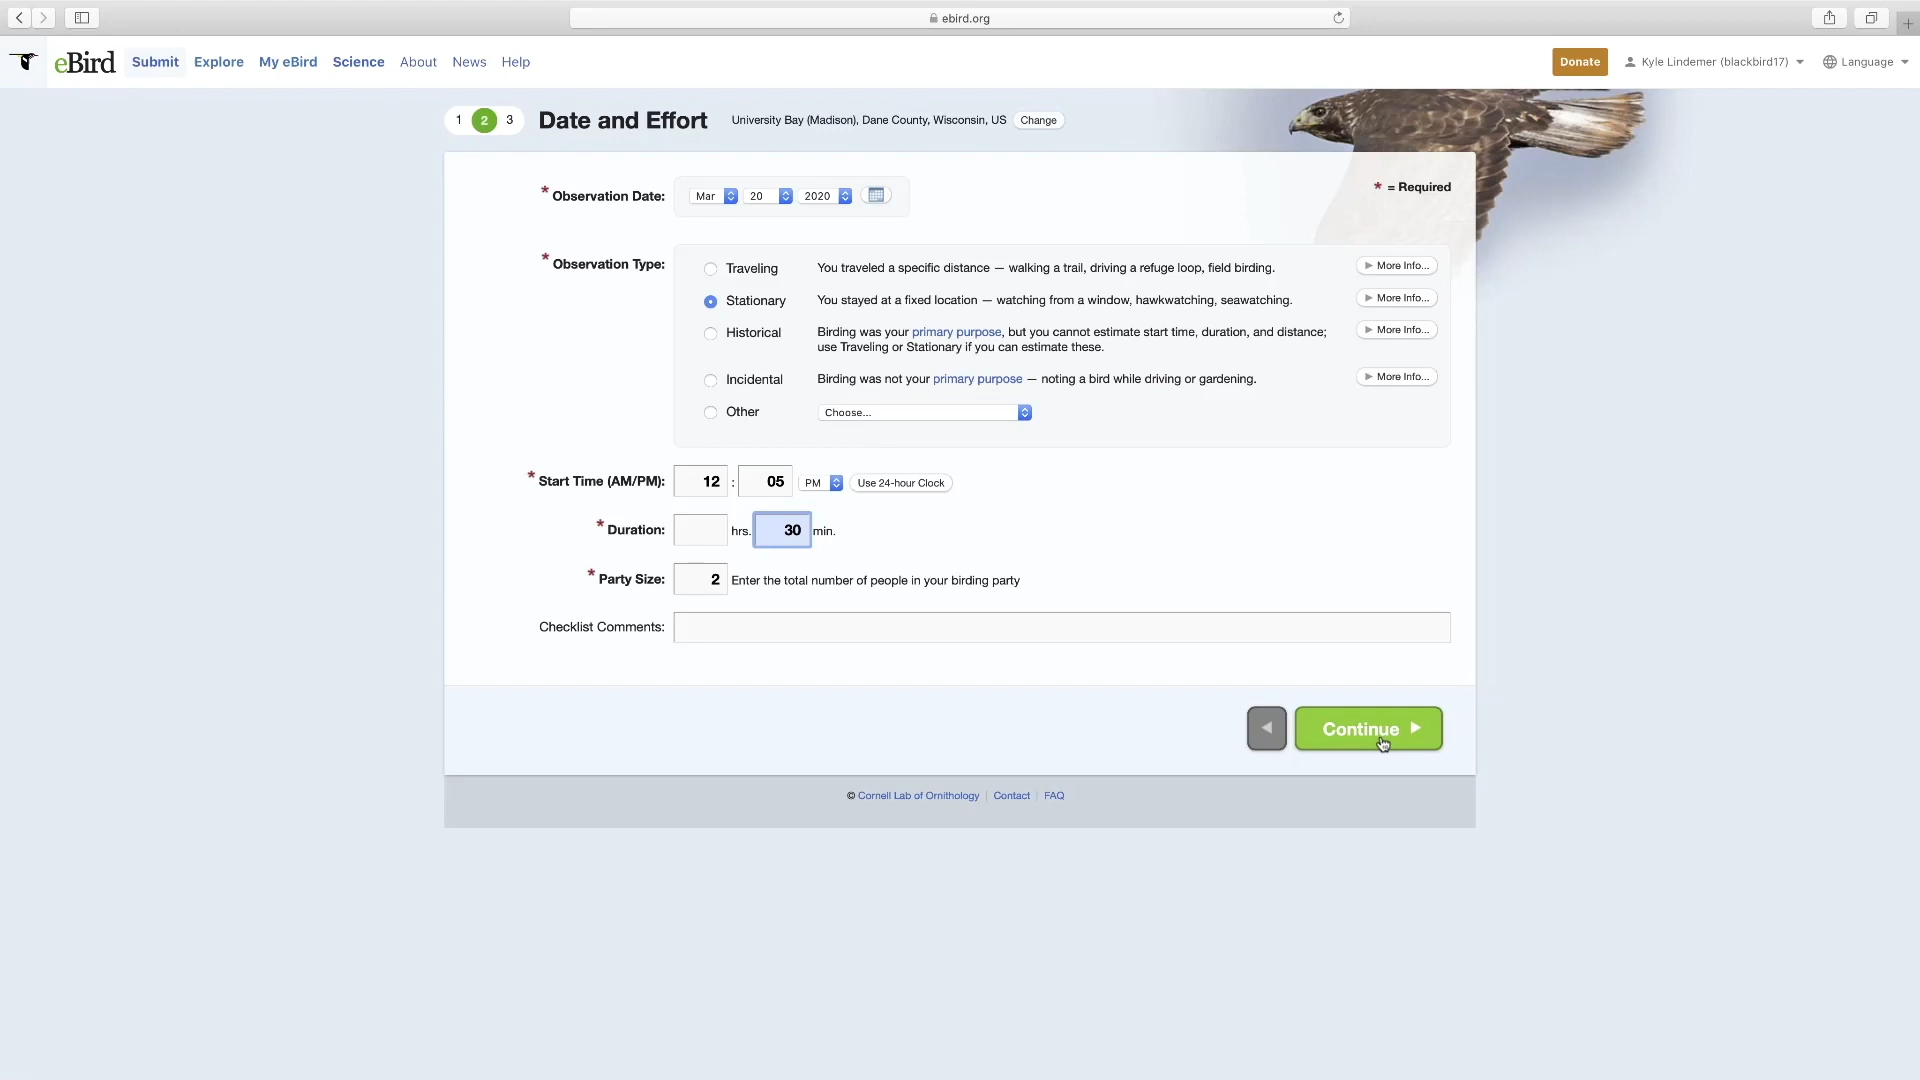 ebird.org
eBird Submit Explore My eBird Science About News Help Donate Kyle Lindemer (blackbird17) Language
1 2 3 Date and Effort University Bay (Madison), Dane County, Wisconsin, US Change
* = Required
* Observation Date: Mar 20 2020
* Observation Type:
Traveling You traveled a specific distance — walking a trail, driving a refuge loop, field birding. More Info...
Stationary You stayed at a fixed location — watching from a window, hawkwatching, seawatching. More Info...
Historical Birding was your primary purpose, but you cannot estimate start time, duration, and distance; More Info...
use Traveling or Stationary if you can estimate these.
Incidental Birding was not your primary purpose — noting a bird while driving or gardening. More Info...
Other Choose...
* Start Time (AM/PM): 12 : 05 PM Use 24-hour Clock
* Duration: hrs. 30 min.
* Party Size: 2 Enter the total number of people in your birding party
Checklist Comments:
Continue
© Cornell Lab of Ornithology | Contact | FAQ